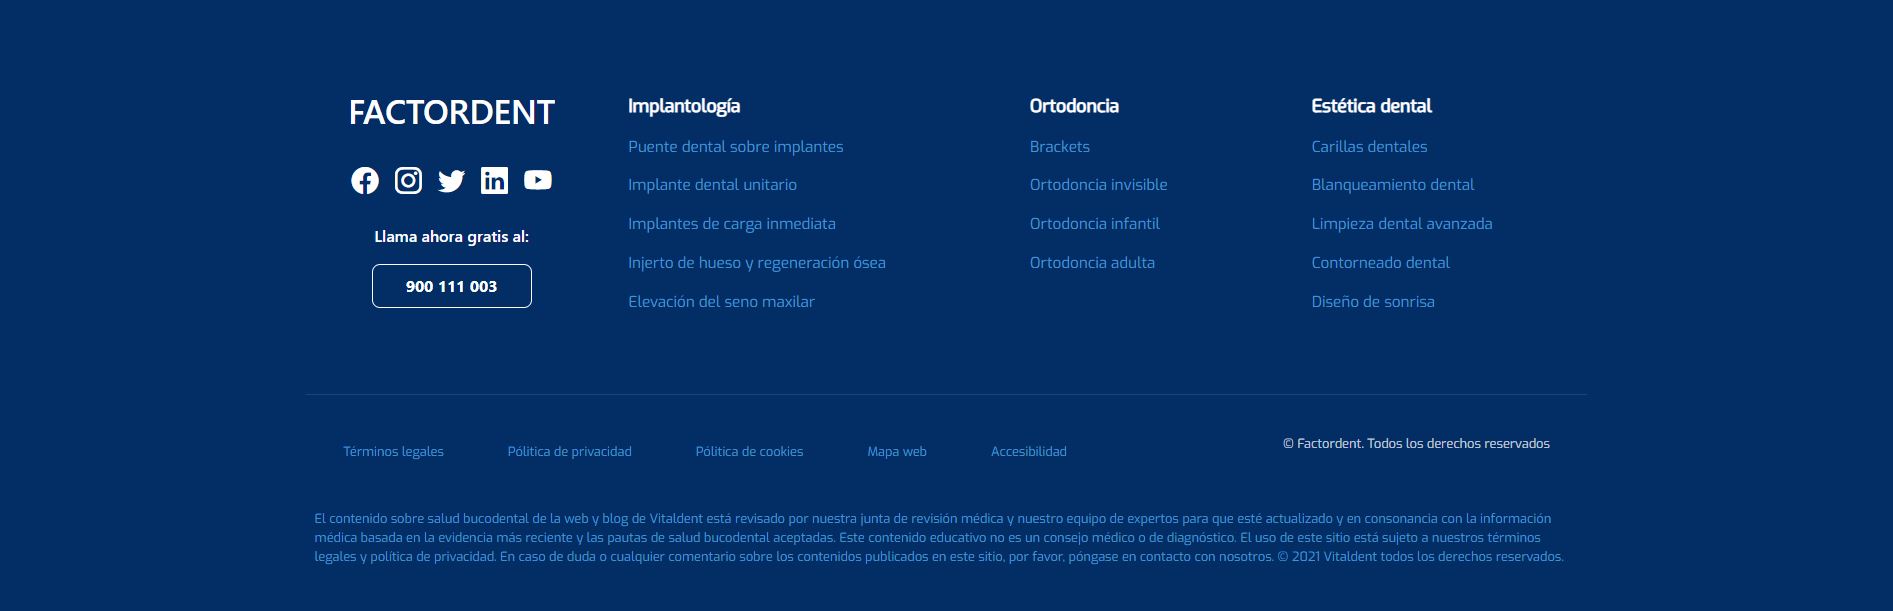 FACTORDENT
Llama ahora gratis al:
900 111 003
Implantología
Puente dental sobre implantes
Implante dental unitario
Implantes de carga inmediata
Injerto de hueso y regeneración ósea
Elevación del seno maxilar
Ortodoncia
Brackets
Ortodoncia invisible
Ortodoncia infantil
Ortodoncia adulta
Estética dental
Carillas dentales
Blanqueamiento dental
Limpieza dental avanzada
Contorneado dental
Diseño de sonrisa
Términos legales
Pólitica de privacidad
Pólitica de cookies
Mapa web
Accesibilidad
© Factordent. Todos los derechos reservados
El contenido sobre salud bucodental de la web y blog de Vitaldent está revisado por nuestra junta de revisión médica y nuestro equipo de expertos para que esté actualizado y en consonancia con la información
médica basada en la evidencia más reciente y las pautas de salud bucodental aceptadas. Este contenido educativo no es un consejo médico o de diagnóstico. El uso de este sitio está sujeto a nuestros términos
legales y política de privacidad. En caso de duda o cualquier comentario sobre los contenidos publicados en este sitio, por favor, póngase en contacto con nosotros. © 2021 Vitaldent todos los derechos reservados.